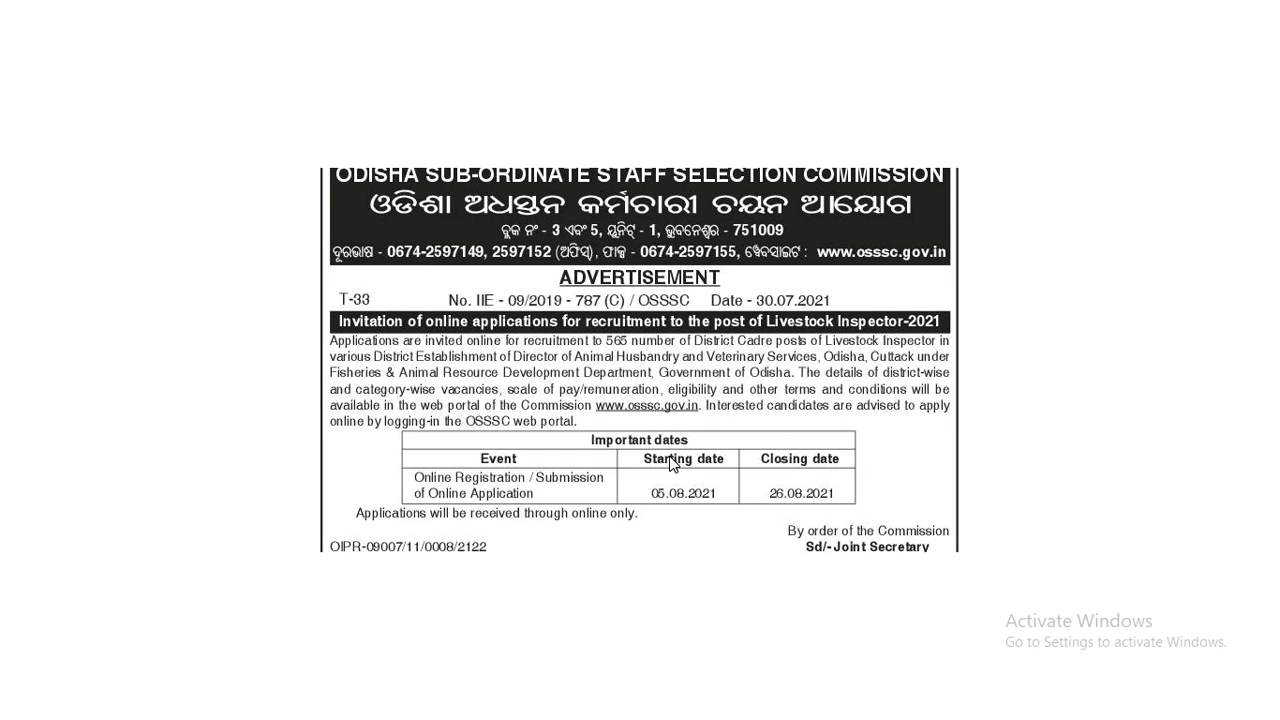 ODISHA SUB-ORDINATE STAFF SELECTION COMMISSION
ଓଡିଶା ଅଧସ୍ତନ କର୍ମଚାରୀ ଚୟନ ଆୟୋଗ
ବ୍ଲକ ନଂ - 3 ଏବଂ 5, ୟୁନିଟ୍ - 1, ଭୁବନେଶ୍ୱର - 751009
ଦୂରଭାଷ - 0674-2597149, 2597152 (ଅଫିସ୍), ଫାକ୍ସ - 0674-2597155, ୱେବସାଇଟ : www.osssc.gov.in
ADVERTISEMENT
T-33 No. IIE - 09/2019 - 787 (C) / OSSSC Date - 30.07.2021
Invitation of online applications for recruitment to the post of Livestock Inspector-2021
Applications are invited online for recruitment to 565 number of District Cadre posts of Livestock Inspector in
various District Establishment of Director of Animal Husbandry and Veterinary Services, Odisha, Cuttack under
Fisheries & Animal Resource Development Department, Government of Odisha. The details of district-wise
and category-wise vacancies, scale of pay/remuneration, eligibility and other terms and conditions will be
available in the web portal of the Commission www.osssc.gov.in. Interested candidates are advised to apply
online by logging-in the OSSSC web portal.
Important dates
Event Starting date Closing date
Online Registration / Submission
of Online Application 05.08.2021 26.08.2021
Applications will be received through online only.
By order of the Commission
OIPR-09007/11/0008/2122 Sd/- Joint Secretary
Activate Windows
Go to Settings to activate Windows.